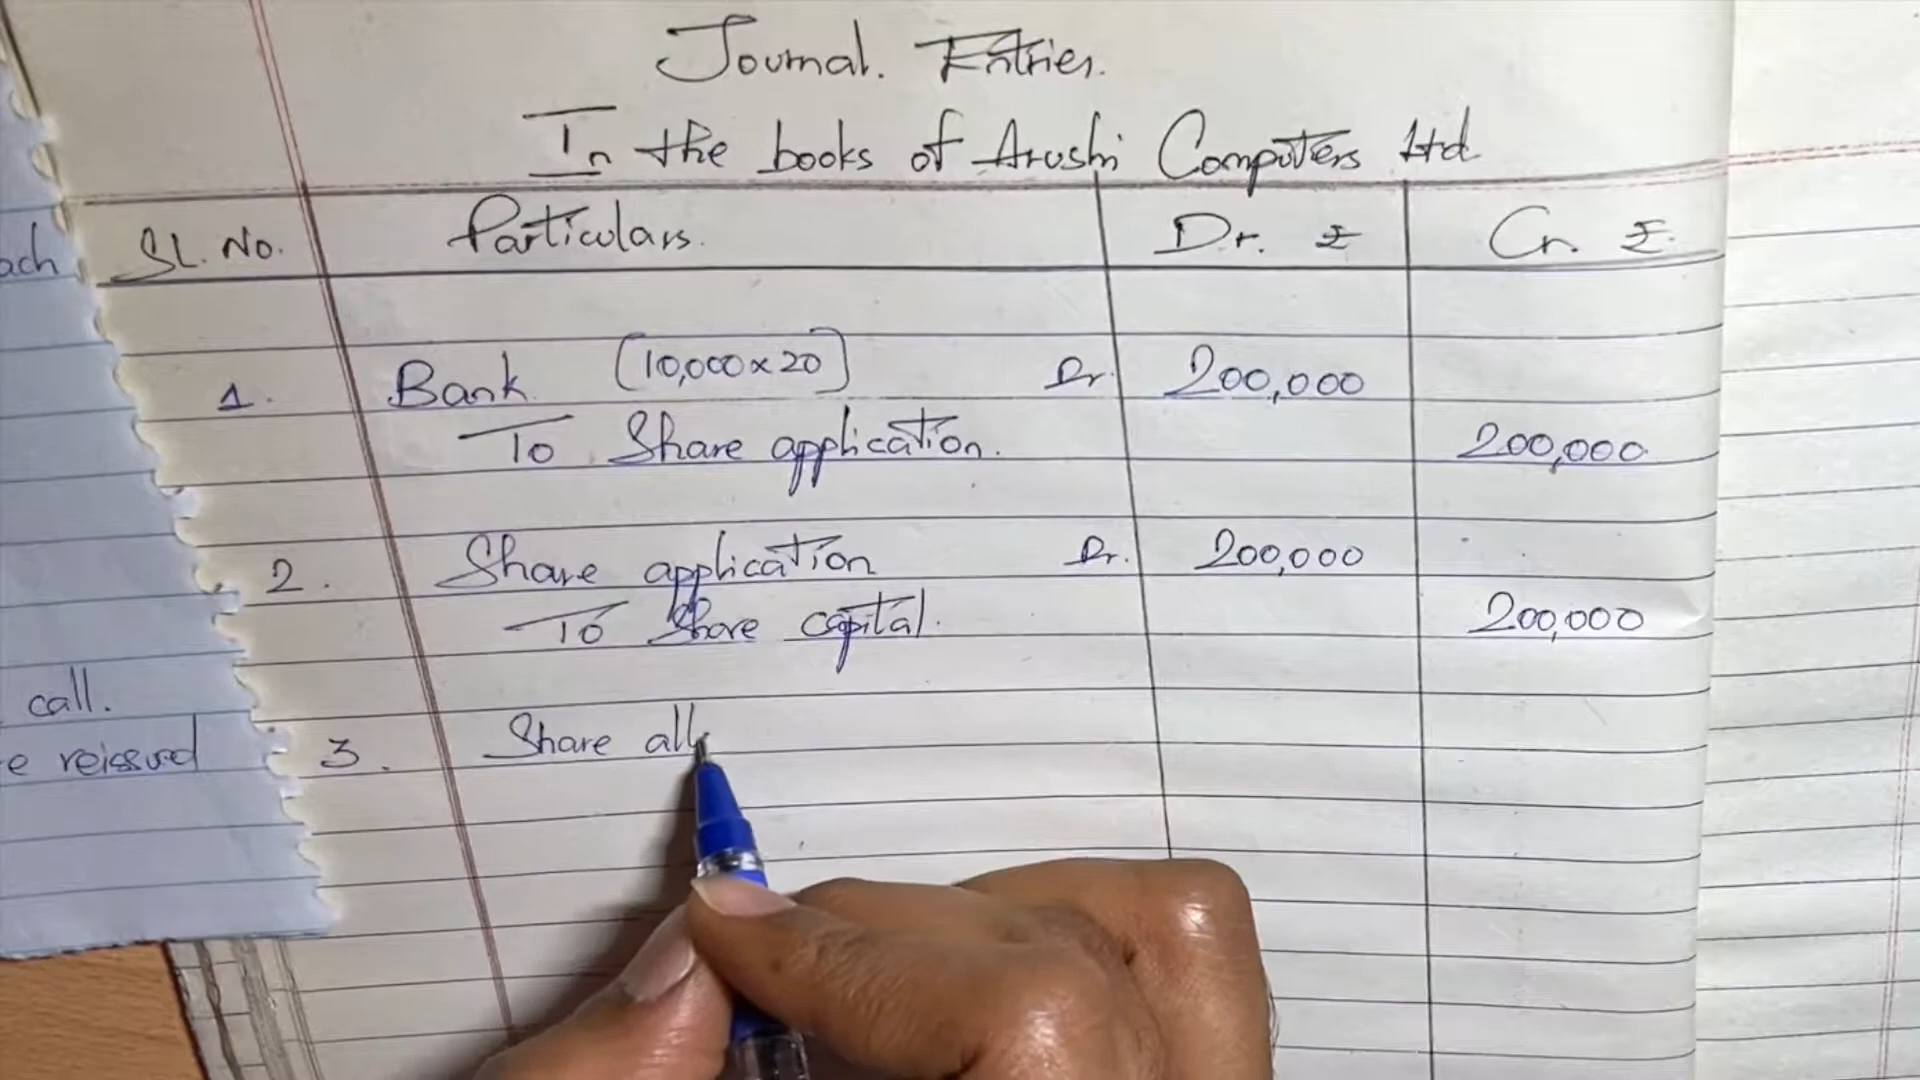 Journal. Entries.
In the books of Arushi Computers Ltd
SL. No. Particulars. Dr. ₹ Cr. ₹.
1. Bank [10,000 x 20] Dr. 200,000
To Share application. 200,000
2. Share application Dr. 200,000
To Share capital. 200,000
3. Share all
ach
call.
e reissued